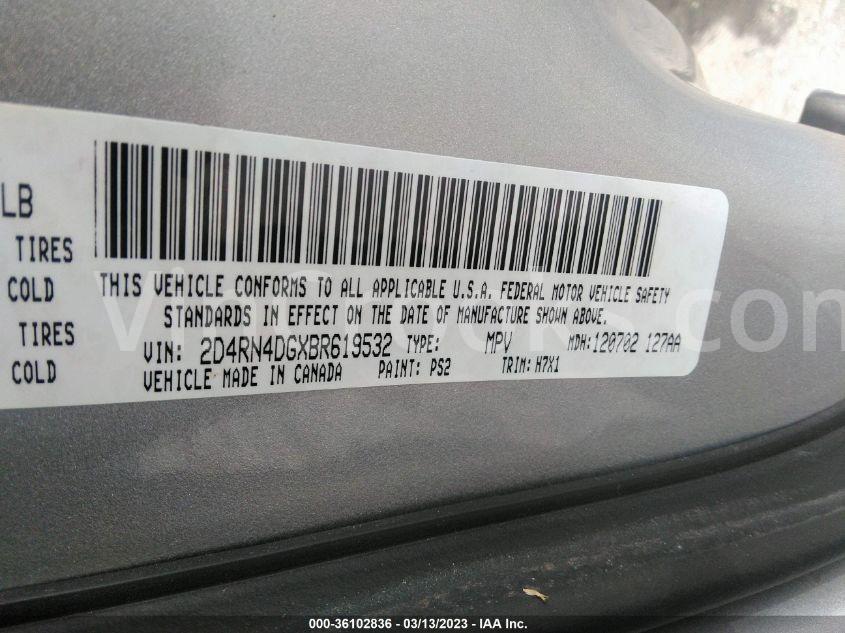 LB
TIRES
COLD
TIRES
COLD
THIS VEHICLE CONFORMS TO ALL APPLICABLE U.S.A. FEDERAL MOTOR VEHICLE SAFETY
STANDARDS IN EFFECT ON THE DATE OF MANUFACTURE SHOWN ABOVE.
VIN: 2D4RN4DGXBR619532 TYPE: MPV MDH:120702 127AA
VEHICLE MADE IN CANADA PAINT: PS2 TRIM: H7X1
000-36102836 - 03/13/2023 - IAA Inc.